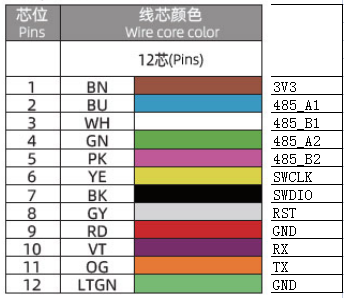 芯位 线芯颜色
Pins Wire core color
12芯(Pins)
1 BN 3V3
2 BU 485_A1
3 WH 485_B1
4 GN 485_A2
5 PK 485_B2
6 YE SWCLK
7 BK SWDIO
8 GY RST
9 RD GND
10 VT RX
11 OG TX
12 LTGN GND